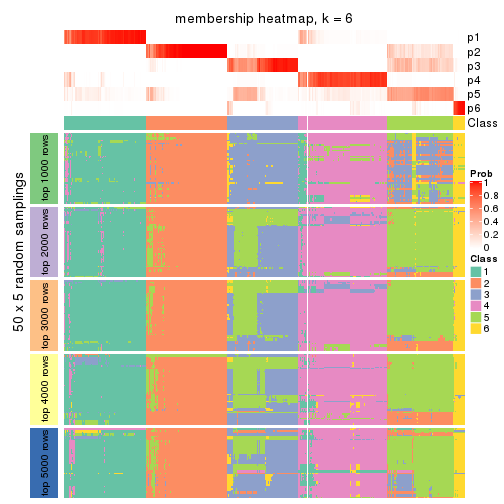 membership heatmap, k = 6
p1
p2
p3
p4
p5
p6
Class
50 x 5 random samplings
top 1000 rows
top 2000 rows
top 3000 rows
top 4000 rows
top 5000 rows
Prob
1
0.8
0.6
0.4
0.2
0
Class
1
2
3
4
5
6